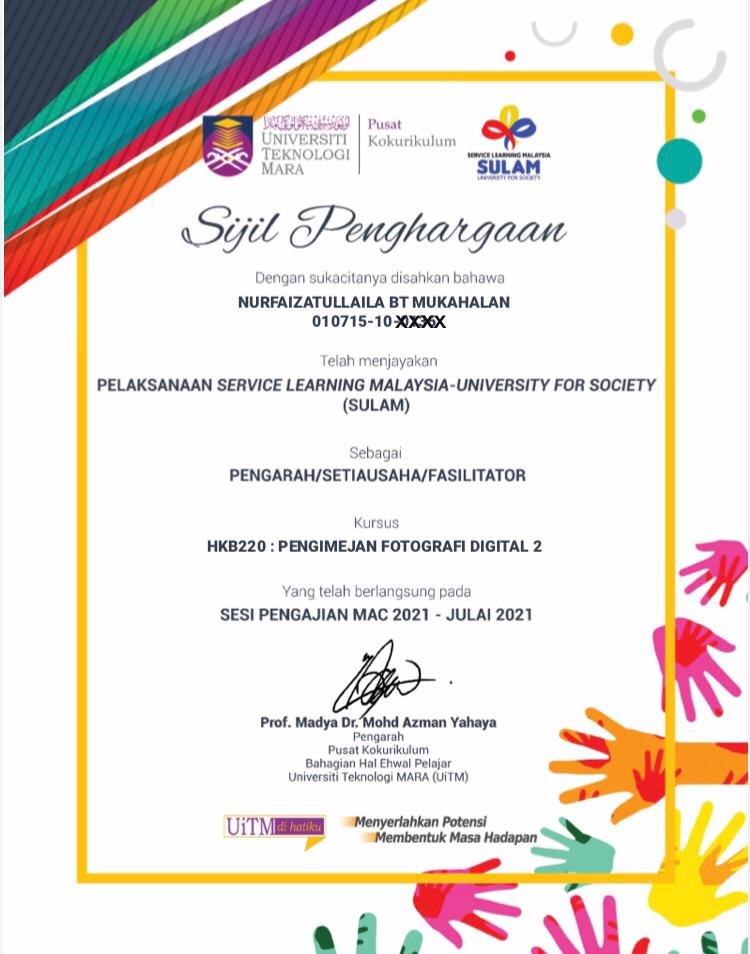 UNIVERSITI
TEKNOLOGI
MARA
Pusat
Kokurikulum
SERVICE LEARNING MALAYSIA
SULAM
UNIVERSITY FOR SOCIETY
Sijil Penghargaan
Dengan sukacitanya disahkan bahawa
NURFAIZATULLAILA BT MUKAHALAN
010715-10-XXXX
Telah menjayakan
PELAKSANAAN SERVICE LEARNING MALAYSIA-UNIVERSITY FOR SOCIETY
(SULAM)
Sebagai
PENGARAH/SETIAUSAHA/FASILITATOR
Kursus
HKB220 : PENGIMEJAN FOTOGRAFI DIGITAL 2
Yang telah berlangsung pada
SESI PENGAJIAN MAC 2021 - JULAI 2021
Prof. Madya Dr. Mohd Azman Yahaya
Pengarah
Pusat Kokurikulum
Bahagian Hal Ehwal Pelajar
Universiti Teknologi MARA (UiTM)
UiTM di hatiku
Menyerlahkan Potensi
Membentuk Masa Hadapan